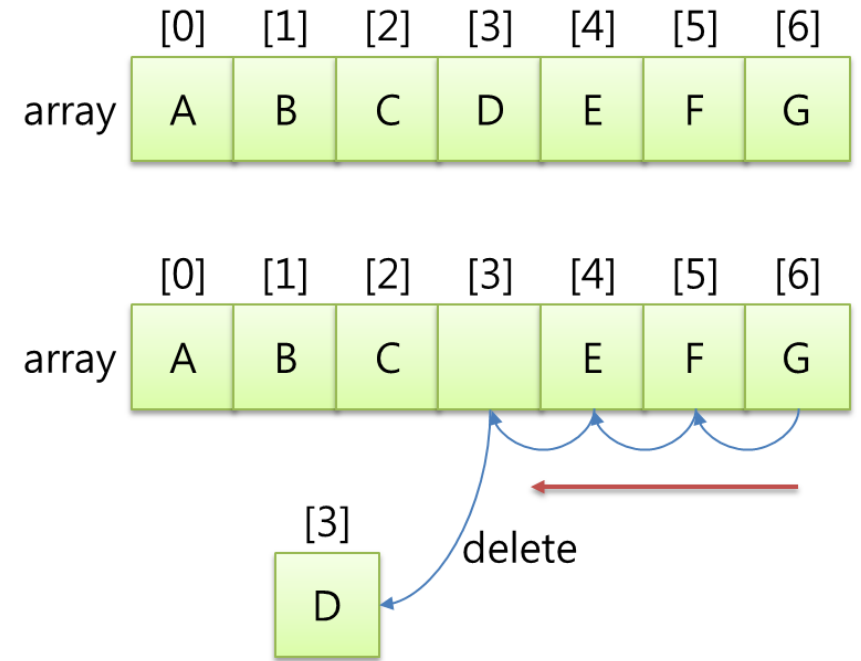 [0] [1] [2] [3] [4] [5] [6]
array A B C D E F G
[0] [1] [2] [3] [4] [5] [6]
array A B C E F G
[3]
delete
D